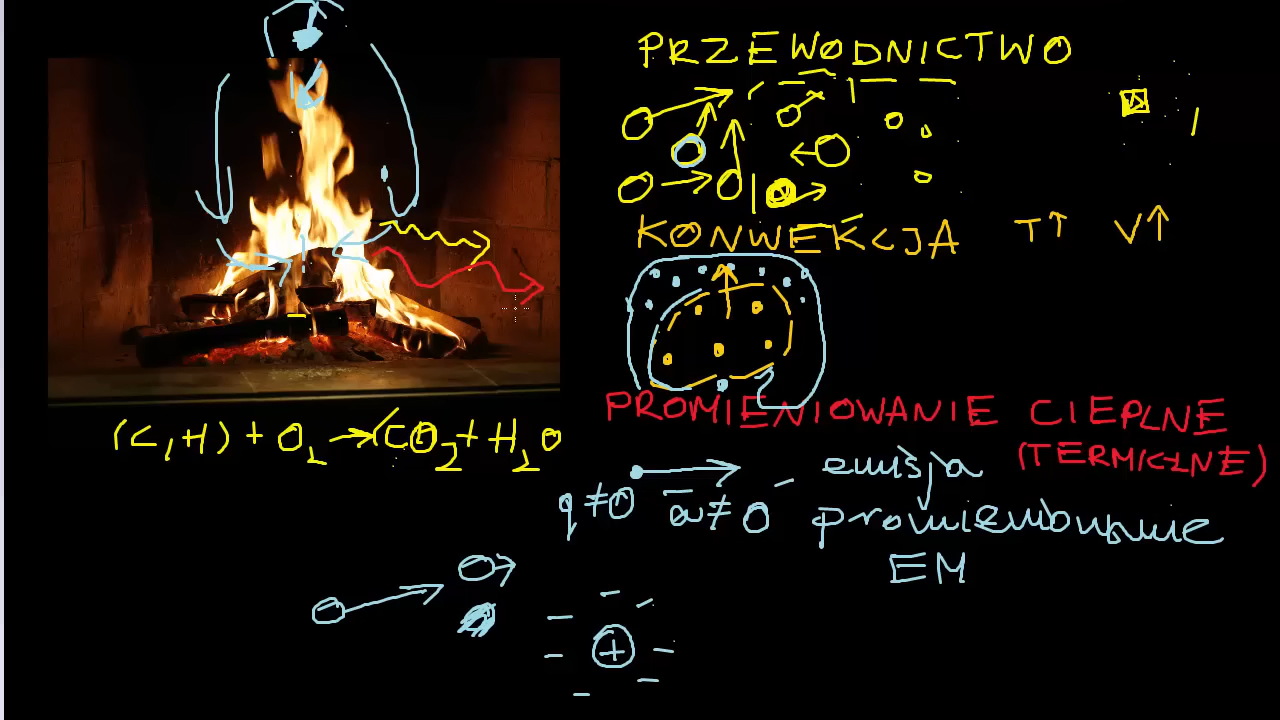 PRZEWODNICTWO
KONWEKCJA T↑ V↑
PROMIENIOWANIE CIEPLNE
(TERMICZNE)
(C,H) + O₂ → CO₂ + H₂O
q≠0 a≠0 emisja
promieniowanie
EM
+